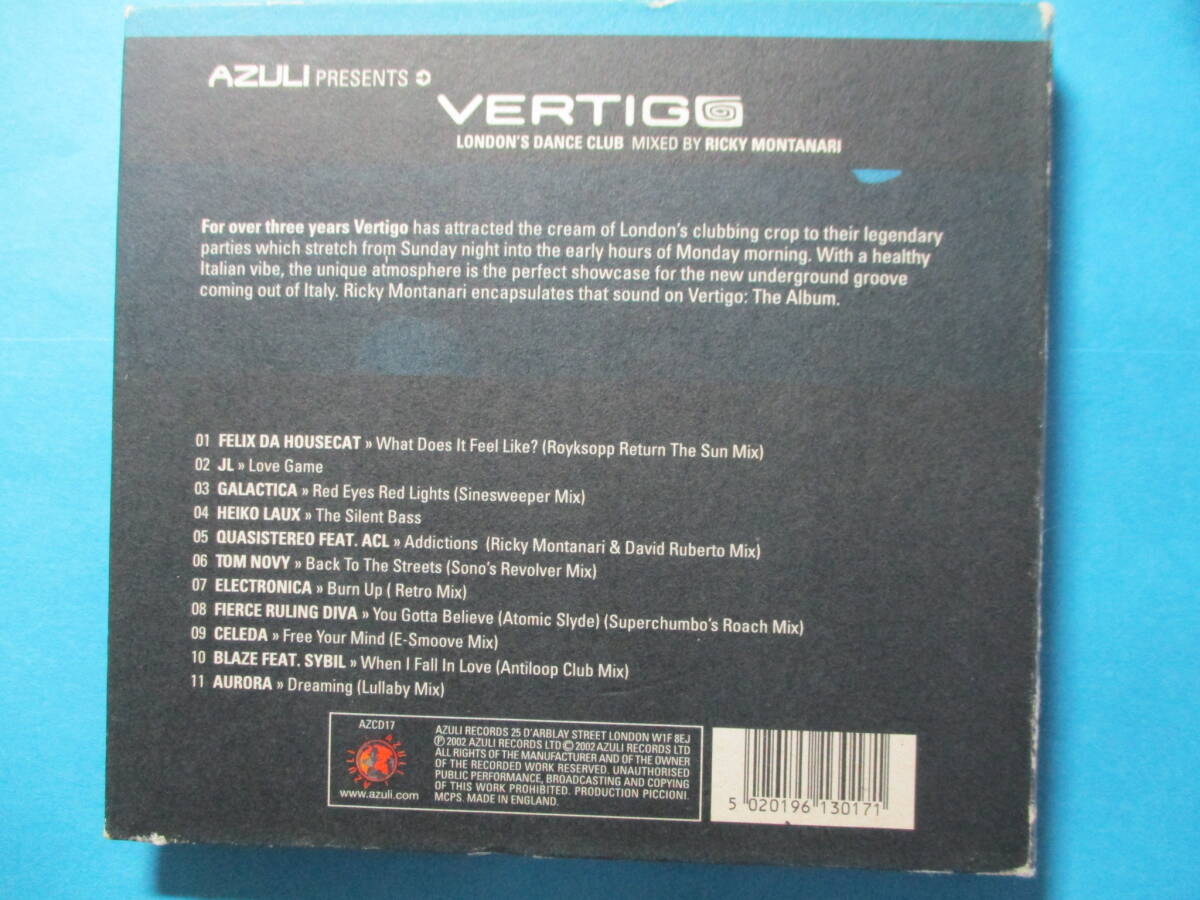 AZULI PRESENTS
VERTIGO
LONDON'S DANCE CLUB MIXED BY RICKY MONTANARI
For over three years Vertigo has attracted the cream of London's clubbing crop to their legendary
parties which stretch from Sunday night into the early hours of Monday morning. With a healthy
Italian vibe, the unique atmosphere is the perfect showcase for the new underground groove
coming out of Italy. Ricky Montanari encapsulates that sound on Vertigo: The Album.
01 FELIX DA HOUSECAT » What Does It Feel Like? (Royksopp Return The Sun Mix)
02 JL » Love Game
03 GALACTICA » Red Eyes Red Lights (Sinesweeper Mix)
04 HEIKO LAUX » The Silent Bass
05 QUASISTEREO FEAT. ACL » Addictions (Ricky Montanari & David Ruberto Mix)
06 TOM NOVY » Back To The Streets (Sono's Revolver Mix)
07 ELECTRONICA » Burn Up ( Retro Mix)
08 FIERCE RULING DIVA » You Gotta Believe (Atomic Slyde) (Superchumbo's Roach Mix)
09 CELEDA » Free Your Mind (E-Smoove Mix)
10 BLAZE FEAT. SYBIL » When I Fall In Love (Antiloop Club Mix)
11 AURORA » Dreaming (Lullaby Mix)
AZCD17
AZULI AZULI
www.azuli.com
AZULI RECORDS 25 D'ARBLAY STREET LONDON W1F 8EJ
℗ 2002 AZULI RECORDS LTD © 2002 AZULI RECORDS LTD
ALL RIGHTS OF THE MANUFACTURER AND OF THE OWNER
OF THE RECORDED WORK RESERVED. UNAUTHORISED
PUBLIC PERFORMANCE, BROADCASTING AND COPYING
OF THIS WORK PROHIBITED. PRODUCTION PICCIONI.
MCPS. MADE IN ENGLAND.
5 020196 130171